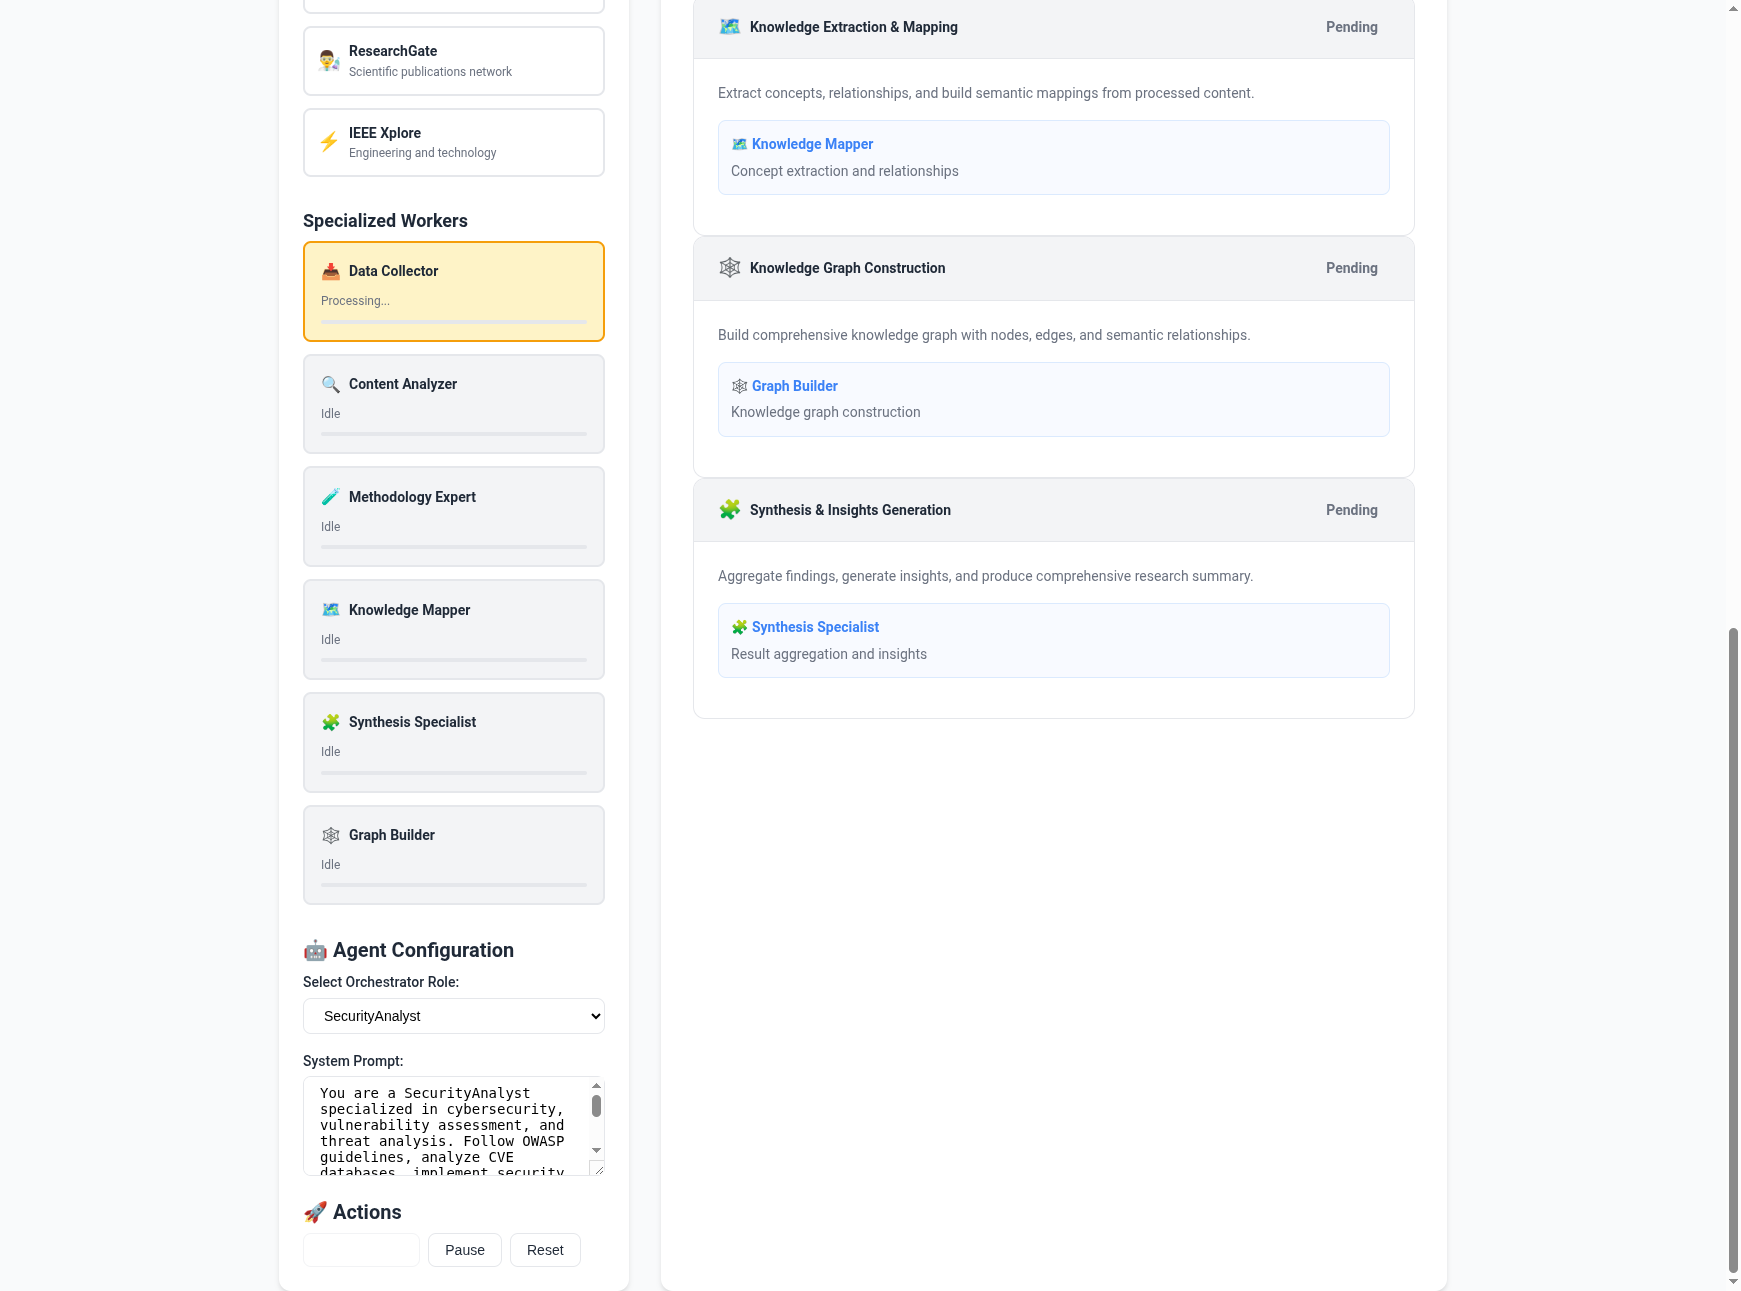 ResearchGate
Scientific publications network
IEEE Xplore
Engineering and technology
Specialized Workers
Data Collector
Processing...
Content Analyzer
Idle
Methodology Expert
Idle
Knowledge Mapper
Idle
Synthesis Specialist
Idle
Graph Builder
Idle
Agent Configuration
Select Orchestrator Role:
SecurityAnalyst
System Prompt:
You are a SecurityAnalyst
specialized in cybersecurity,
vulnerability assessment, and
threat analysis. Follow OWASP
guidelines, analyze CVE
databases, implement security
Actions
Pause
Reset
Knowledge Extraction & Mapping
Pending
Extract concepts, relationships, and build semantic mappings from processed content.
Knowledge Mapper
Concept extraction and relationships
Knowledge Graph Construction
Pending
Build comprehensive knowledge graph with nodes, edges, and semantic relationships.
Graph Builder
Knowledge graph construction
Synthesis & Insights Generation
Pending
Aggregate findings, generate insights, and produce comprehensive research summary.
Synthesis Specialist
Result aggregation and insights